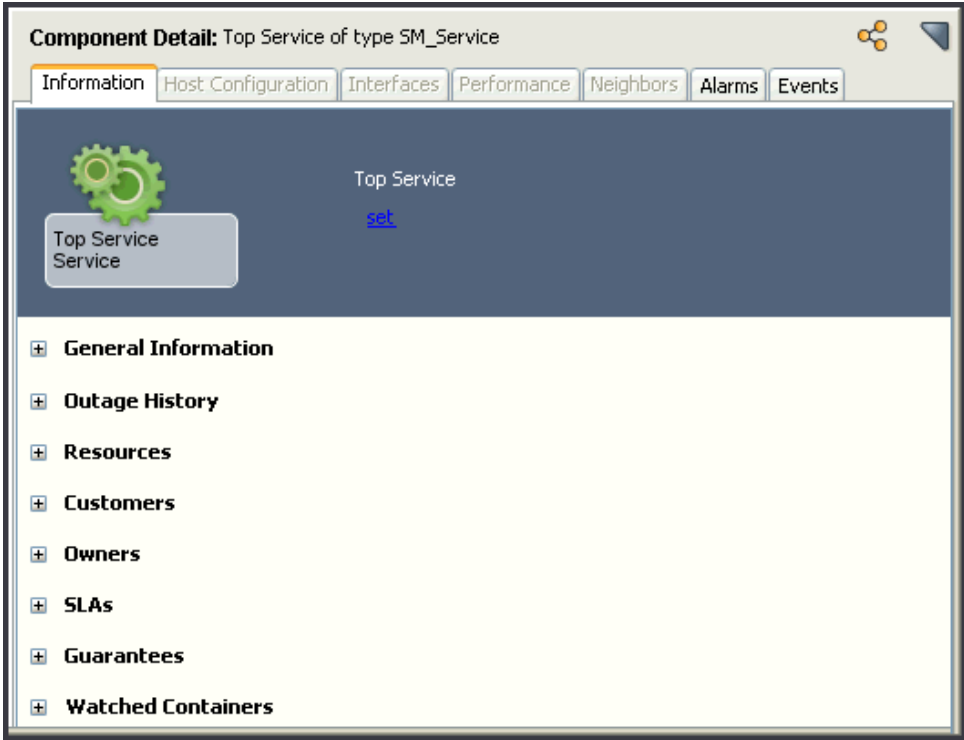 Component Detail: Top Service of type SM_Service
Information Host Configuration Interfaces Performance Neighbors Alarms Events
Top Service
set
Top Service
Service
General Information
Outage History
Resources
Customers
Owners
SLAs
Guarantees
Watched Containers